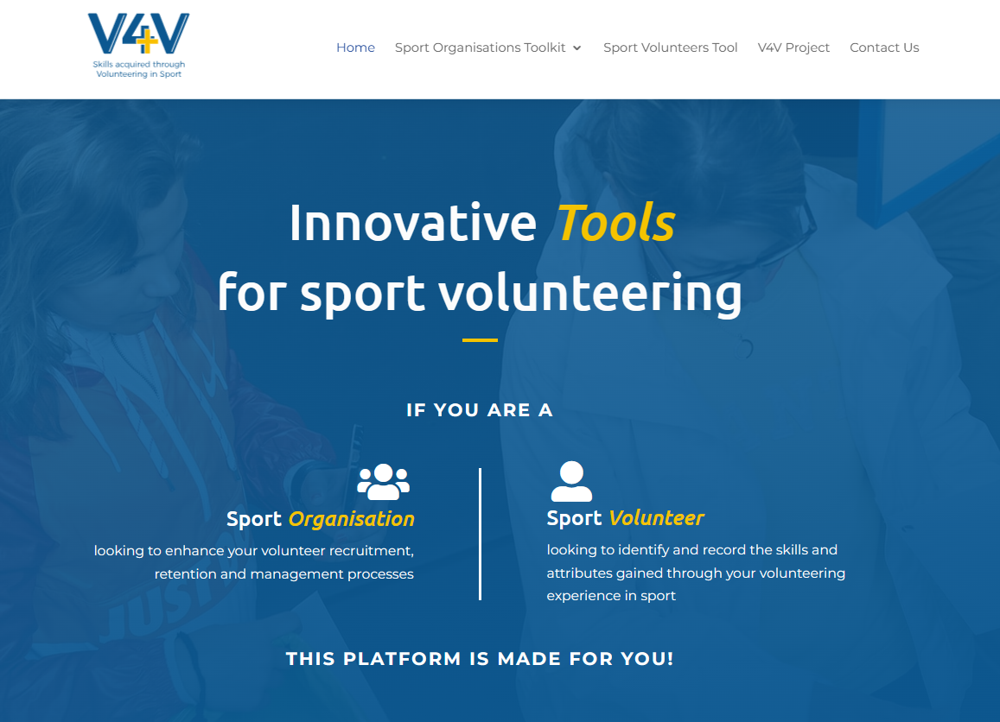 V4V
Skills acquired through
Volunteering in Sport
Home
Sport Organisations Toolkit
Sport Volunteers Tool
V4V Project
Contact Us
Innovative Tools
for sport volunteering
IF YOU ARE A
Sport Organisation
looking to enhance your volunteer recruitment,
retention and management processes
Sport Volunteer
looking to identify and record the skills and
attributes gained through your volunteering
experience in sport
THIS PLATFORM IS MADE FOR YOU!